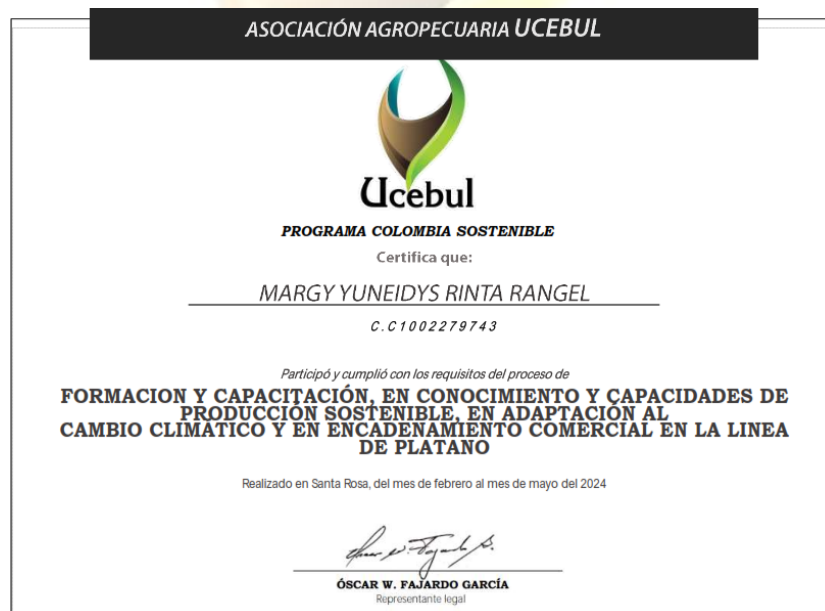 ASOCIACIÓN AGROPECUARIA UCEBUL
Ucebul
PROGRAMA COLOMBIA SOSTENIBLE
Certifica que:
MARGY YUNEIDYS RINTA RANGEL
C.C1002279743
Participó y cumplió con los requisitos del proceso de
FORMACION Y CAPACITACIÓN, EN CONOCIMIENTO Y CAPACIDADES DE
PRODUCCIÓN SOSTENIBLE, EN ADAPTACIÓN AL
CAMBIO CLIMÁTICO Y EN ENCADENAMIENTO COMERCIAL EN LA LINEA
DE PLATANO
Realizado en Santa Rosa, del mes de febrero al mes de mayo del 2024
ÓSCAR W. FAJARDO GARCÍA
Representante legal